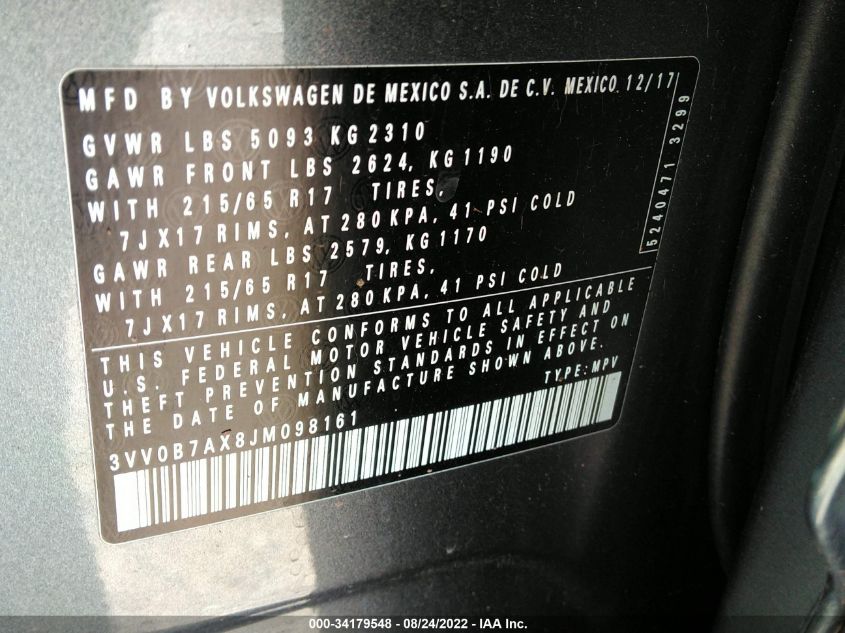 MFD BY VOLKSWAGEN DE MEXICO S.A. DE C.V. MEXICO 12/17
GVWR LBS 5093 KG 2310
GAWR FRONT LBS 2624, KG 1190
WITH 215/65 R17 TIRES,
7JX17 RIMS, AT 280 KPA, 41 PSI COLD
GAWR REAR LBS 2579, KG 1170
WITH 215/65 R17 TIRES,
7JX17 RIMS, AT 280 KPA, 41 PSI COLD
5240471 3299
THIS VEHICLE CONFORMS TO ALL APPLICABLE
U.S. FEDERAL MOTOR VEHICLE SAFETY AND
THEFT PREVENTION STANDARDS IN EFFECT ON
THE DATE OF MANUFACTURE SHOWN ABOVE.
TYPE: MPV
3VV0B7AX8JM098161
000-34179548 - 08/24/2022 - IAA Inc.